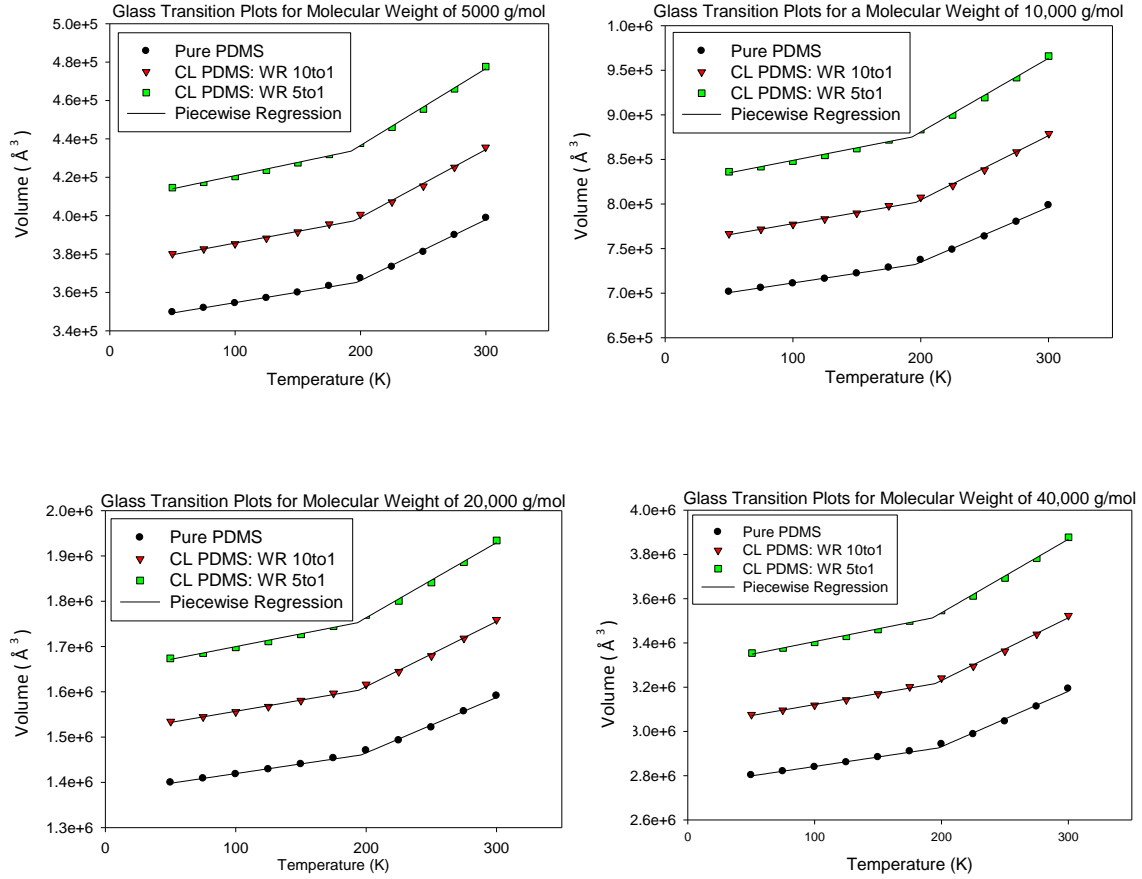 Glass Transition Plots for Molecular Weight of 5000 g/mol
Pure PDMS
CL PDMS: WR 10to1
CL PDMS: WR 5to1
Piecewise Regression
5.0e+5
4.8e+5
4.6e+5
4.4e+5
4.2e+5
4.0e+5
3.8e+5
3.6e+5
3.4e+5
Volume ( Å 3 )
0 100 200 300
Temperature (K)
Glass Transition Plots for a Molecular Weight of 10,000 g/mol
Pure PDMS
CL PDMS: WR 10to1
CL PDMS: WR 5to1
Piecewise Regression
1.0e+6
9.5e+5
9.0e+5
8.5e+5
8.0e+5
7.5e+5
7.0e+5
6.5e+5
Volume ( Å 3 )
0 100 200 300
Temperature (K)
Glass Transition Plots for Molecular Weight of 20,000 g/mol
Pure PDMS
CL PDMS: WR 10to1
CL PDMS: WR 5to1
Piecewise Regression
2.0e+6
1.9e+6
1.8e+6
1.7e+6
1.6e+6
1.5e+6
1.4e+6
1.3e+6
Volume ( Å 3 )
0 100 200 300
Temperature (K)
Glass Transition Plots for Molecular Weight of 40,000 g/mol
Pure PDMS
CL PDMS: WR 10to1
CL PDMS: WR 5to1
Piecewise Regression
4.0e+6
3.8e+6
3.6e+6
3.4e+6
3.2e+6
3.0e+6
2.8e+6
2.6e+6
Volume ( Å 3 )
0 100 200 300
Temperature (K)